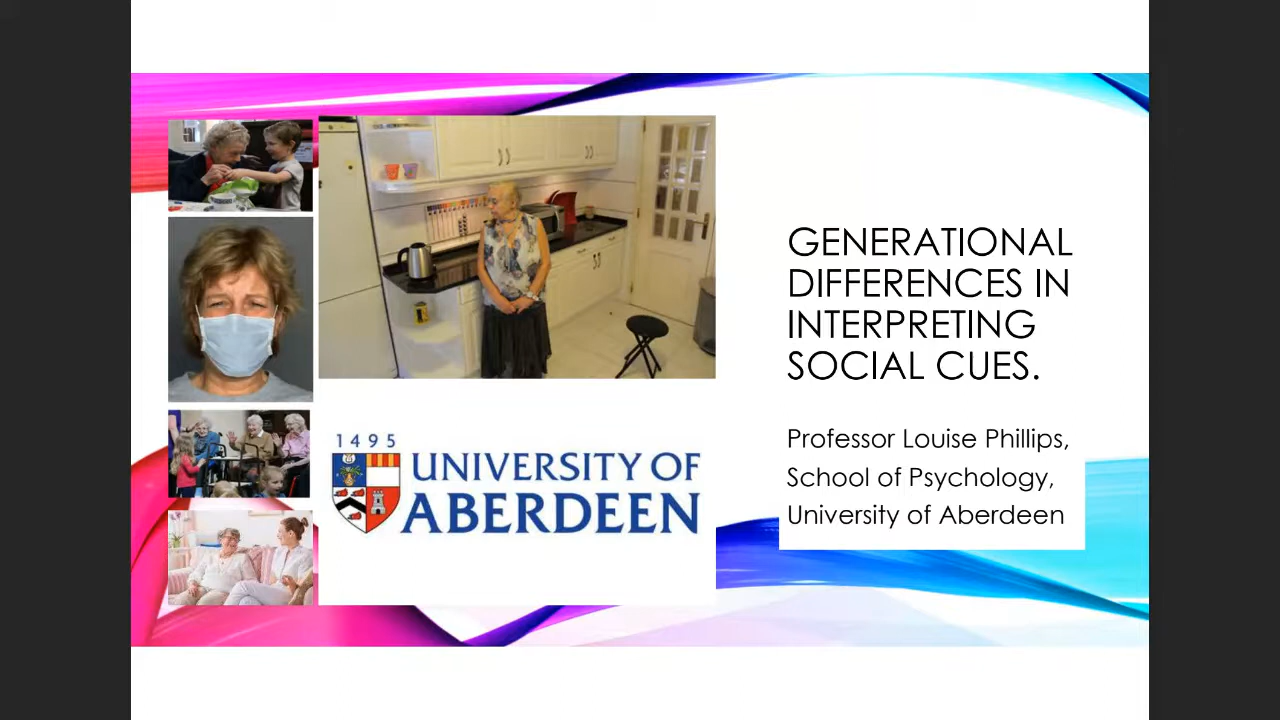 GENERATIONAL
DIFFERENCES IN
INTERPRETING
SOCIAL CUES.
Professor Louise Phillips,
School of Psychology,
University of Aberdeen
1495
UNIVERSITY OF
ABERDEEN